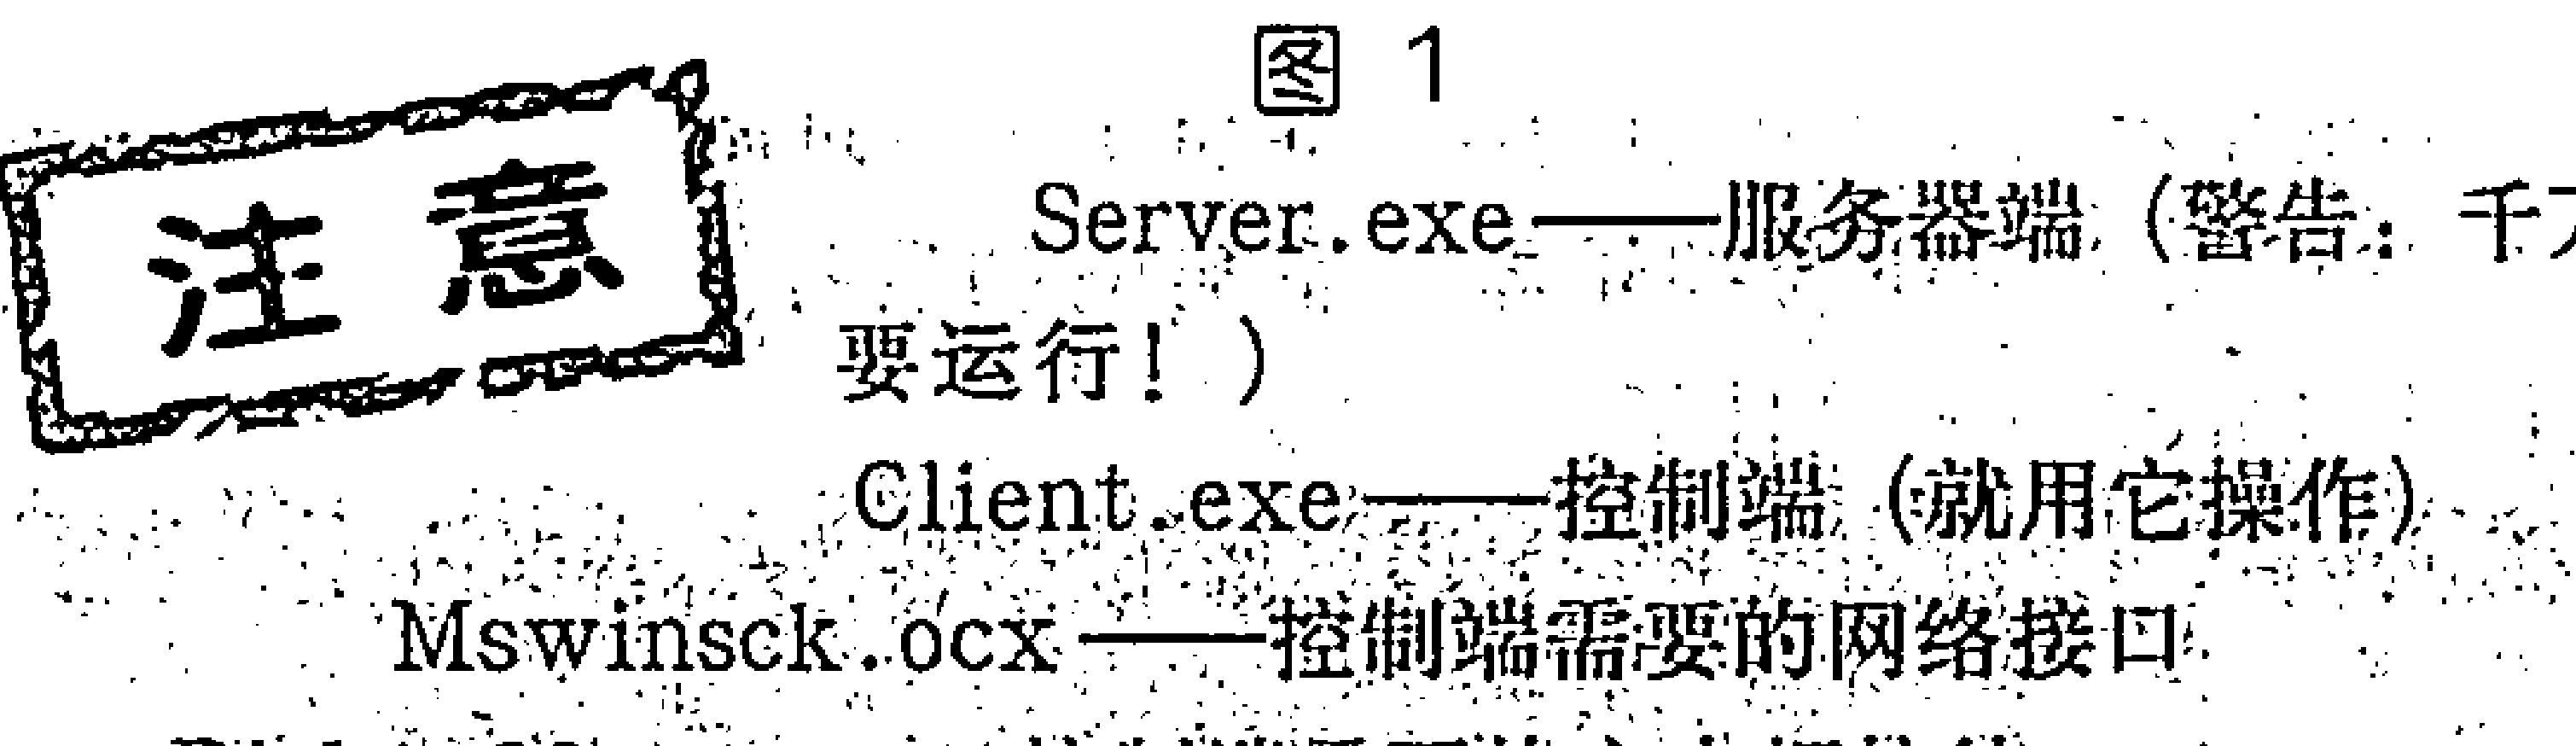 图 1
注意
Server.exe——服务器端(警告: 千
要运行! )
Client.exe——控制端 (就用它操作)
Mswinsck.ocx——控制端需要的网络接口